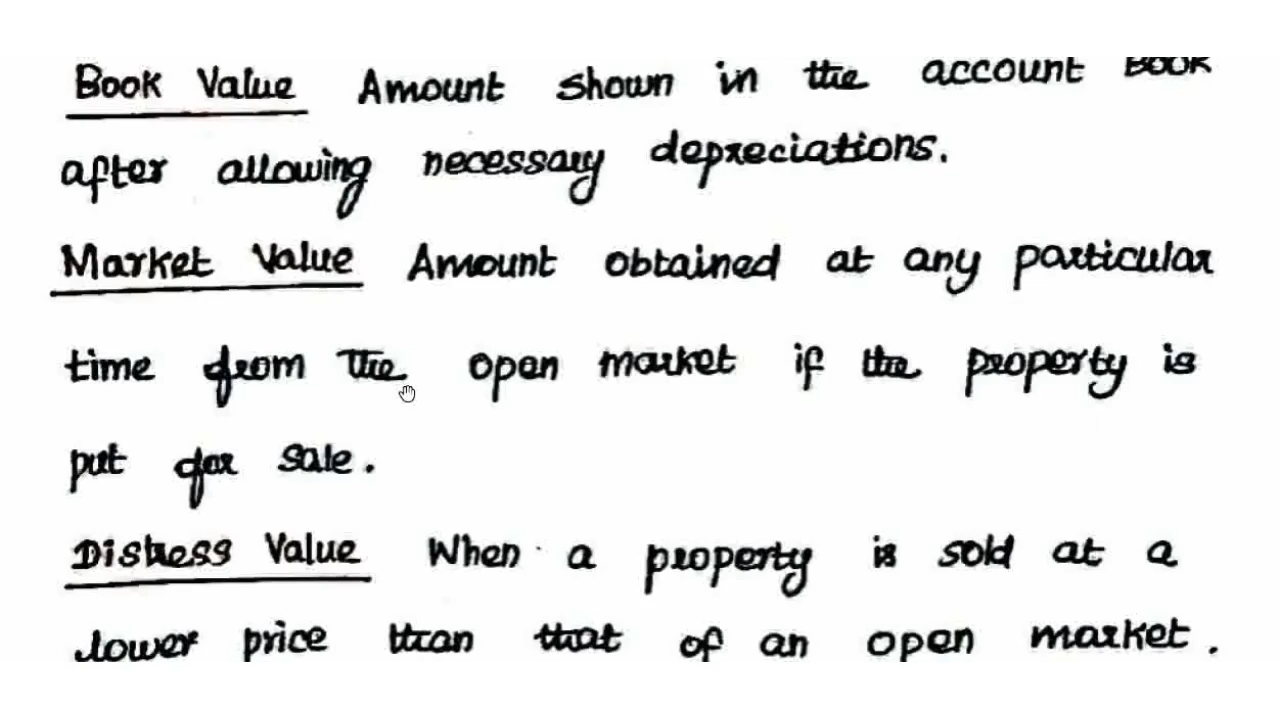 Book Value Amount shown in the account Book
after allowing necessary depreciations.
Market Value Amount obtained at any particular
time from the open market if the property is
put for sale.
Distress Value When a property is sold at a
lower price than that of an open market.